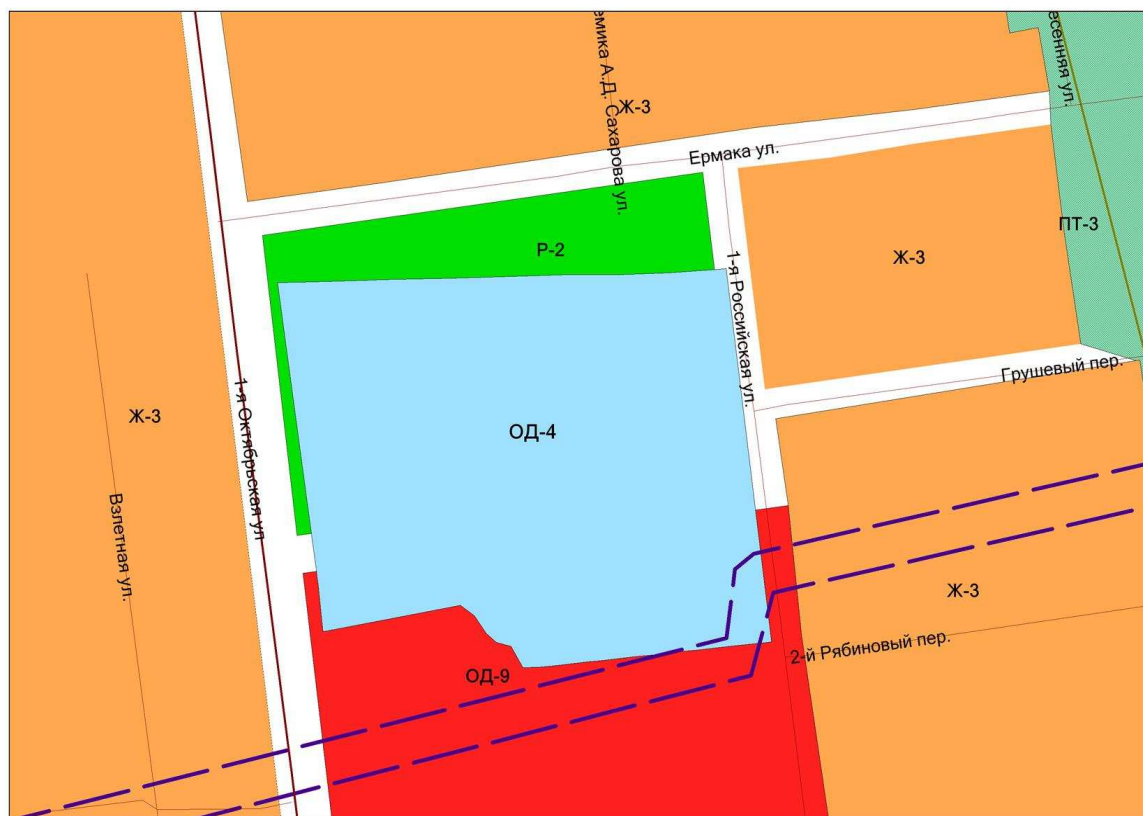 емика А.Д. Сахарова ул.
есенняя ул.
Ж-3
Ермака ул.
ПТ-3
Р-2
Ж-3
1-я Российская ул.
Грушевый пер.
1-я Октябрьская ул
Ж-3
ОД-4
Взлетная ул.
Ж-3
2-й Рябиновый пер.
ОД-9